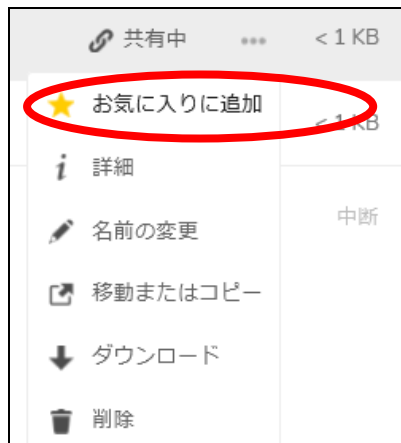 共有中 ••• < 1 KB
お気に入りに追加
< 1 KB
詳細
中断
名前の変更
移動またはコピー
ダウンロード
削除